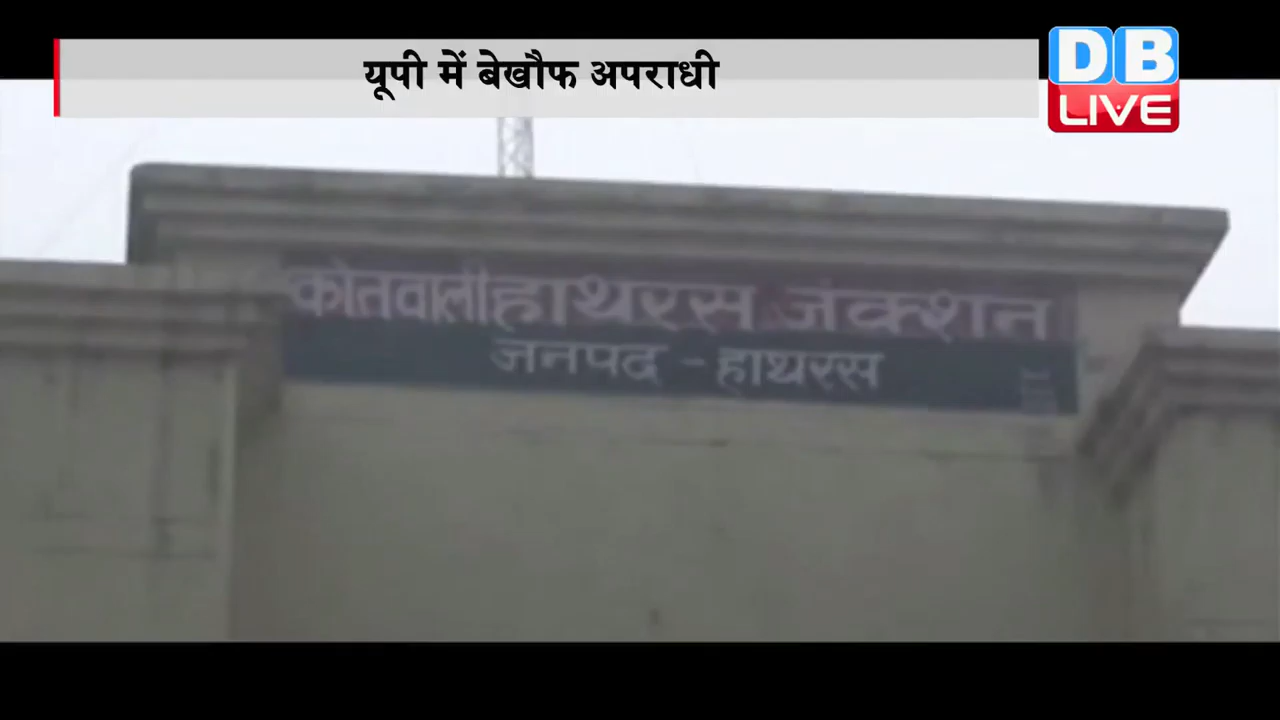 यूपी में बेखौफ अपराधी
DB
LIVE
कोतवाली हाथरस जंक्शन
जनपद - हाथरस